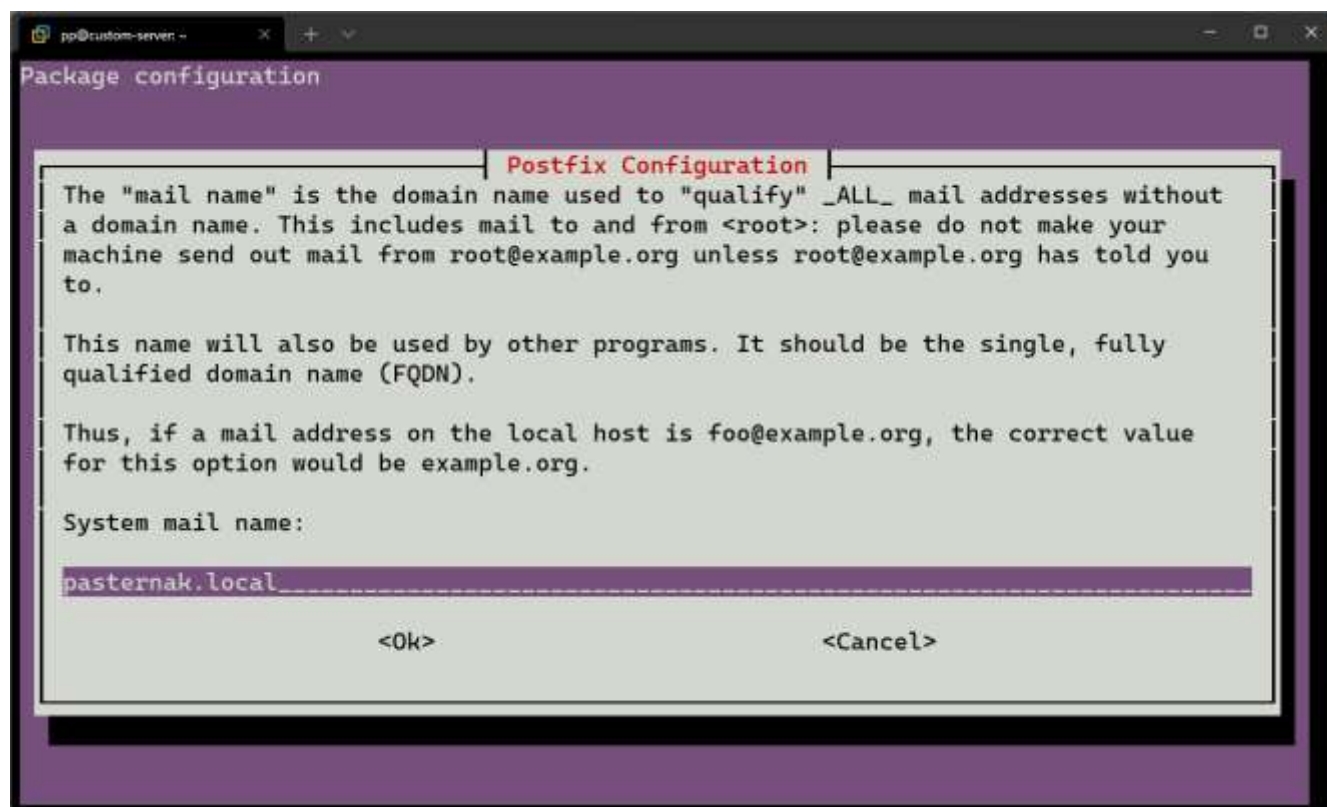 pp@custom-server: ~
Package configuration
Postfix Configuration
The "mail name" is the domain name used to "qualify" _ALL_ mail addresses without
a domain name. This includes mail to and from <root>: please do not make your
machine send out mail from root@example.org unless root@example.org has told you
to.
This name will also be used by other programs. It should be the single, fully
qualified domain name (FQDN).
Thus, if a mail address on the local host is foo@example.org, the correct value
for this option would be example.org.
System mail name:
pasternak.local
<Ok> <Cancel>